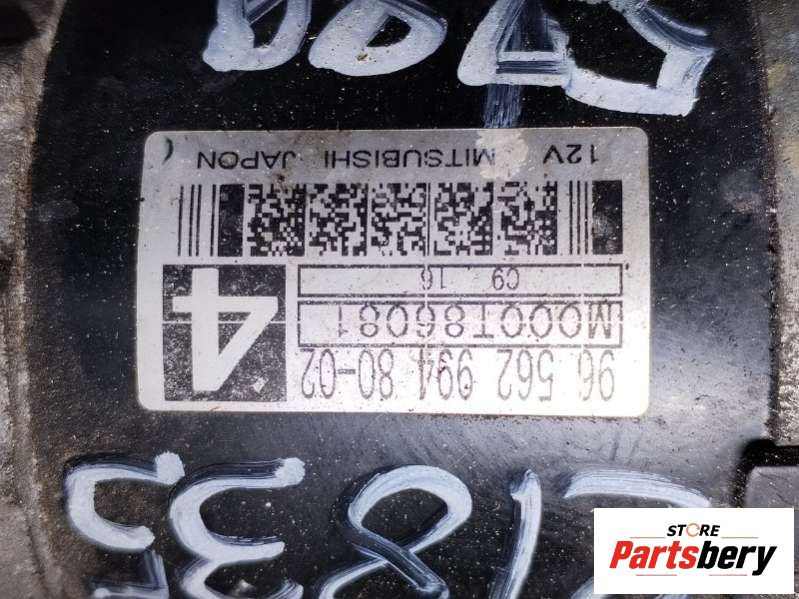 96 562 994 80-02
M000T86081 4
C9 16
12V MITSUBISHI JAPON
STORE
Partsbery